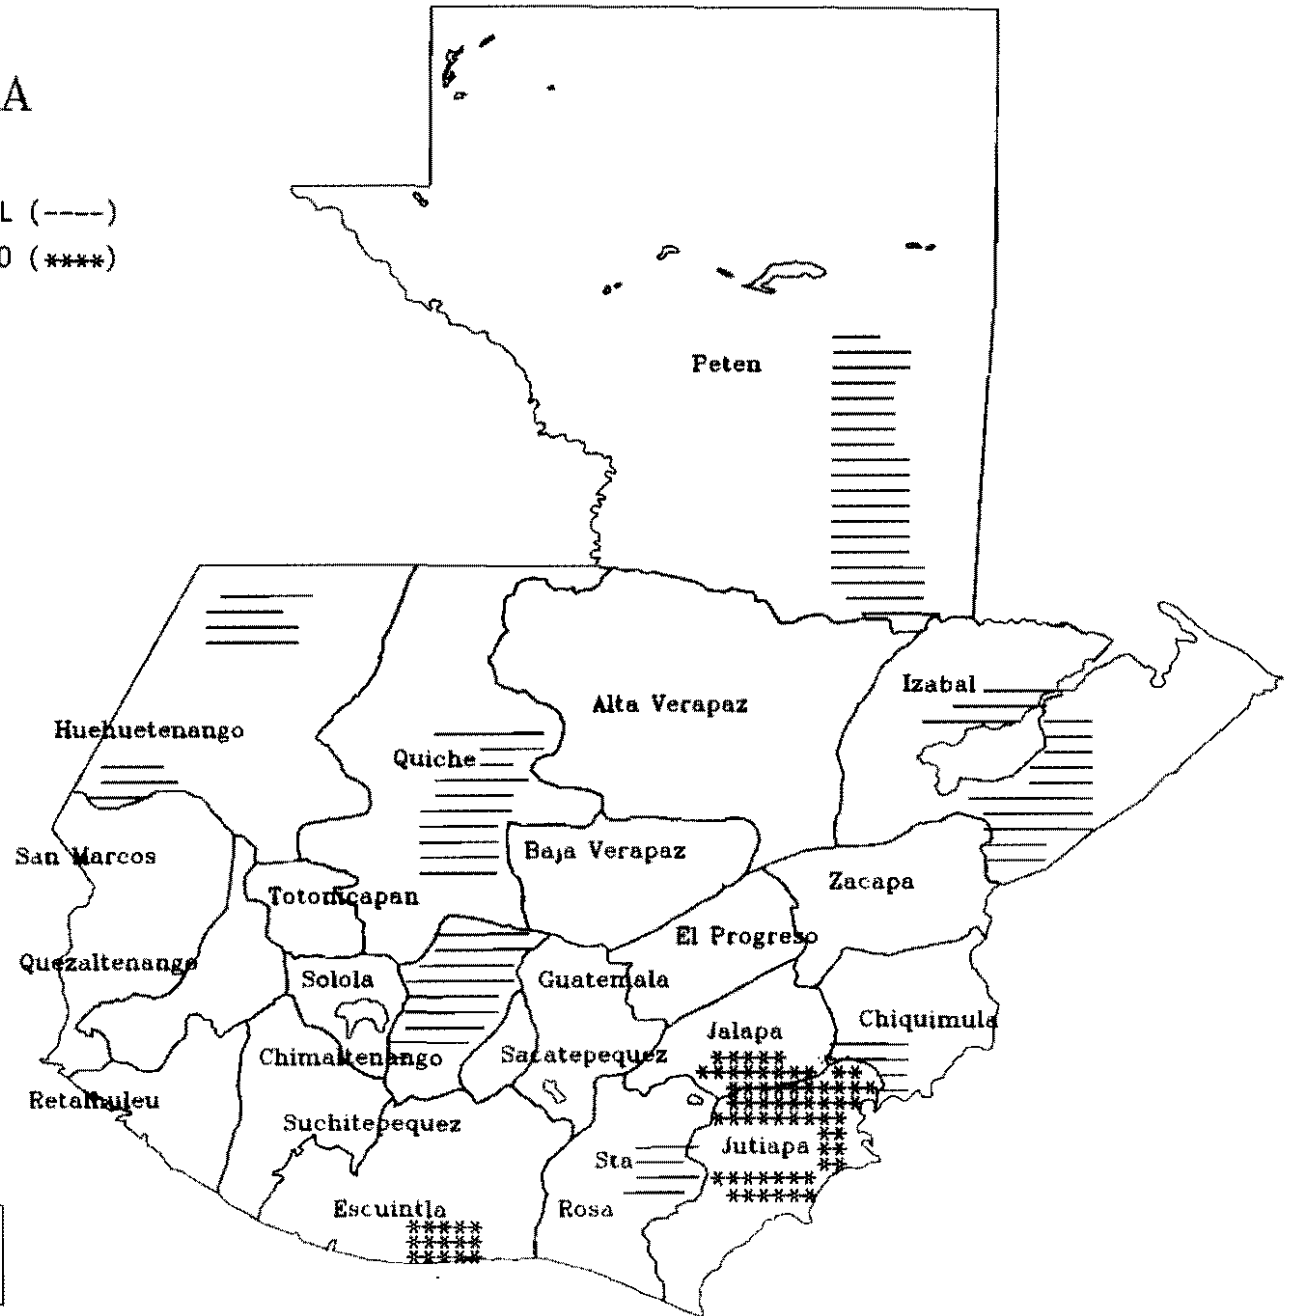 A
L (----)
O (****)
Peten
Izabal
Alta Verapaz
Huehuetenango
Quiche
Baja Verapaz
San Marcos
Zacapa
Totonicapan
El Progreso
Quezaltenango
Solola
Guatemala
Chiquimula
Jalapa
Chimaltenango
Sacatepequez
Retalhuleu
Suchitepequez
Jutiapa
Sta
Rosa
Escuintla